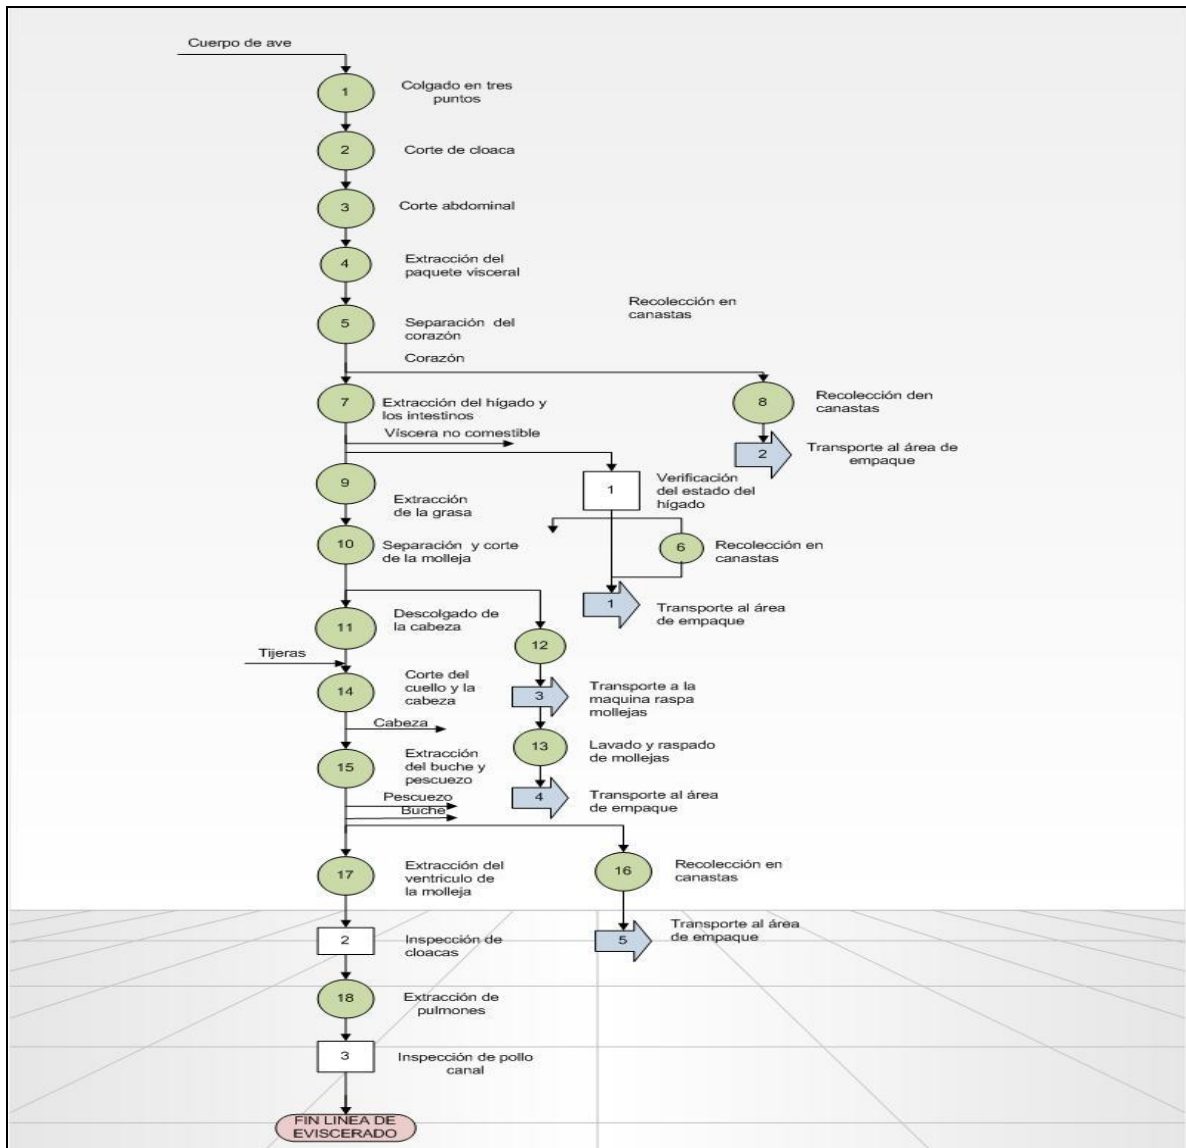 Cuerpo de ave
1
Colgado en tres
puntos
2
Corte de cloaca
3
Corte abdominal
4
Extracción del
paquete visceral
Recolección en
canastas
5
Separación del
corazón
Corazón
7
Extracción del hígado y
los intestinos
8
Recolección den
canastas
Víscera no comestible
2
Transporte al área de
empaque
9
Extracción
de la grasa
1
Verificación
del estado del
hígado
10
Separación y corte
de la molleja
6
Recolección en
canastas
1
Transporte al área
de empaque
11
Descolgado de
la cabeza
12
Tijeras
14
Corte del
cuello y la
cabeza
3
Transporte a la
maquina raspa
mollejas
Cabeza
13
Lavado y raspado
de mollejas
15
Extracción
del buche y
pescuezo
4
Transporte al área
de empaque
Pescuezo
Buche
17
Extracción del
ventriculo de
la molleja
16
Recolección en
canastas
2
Inspección de
cloacas
5
Transporte al área
de empaque
18
Extracción de
pulmones
3
Inspección de pollo
canal
FIN LINEA DE
EVISCERADO